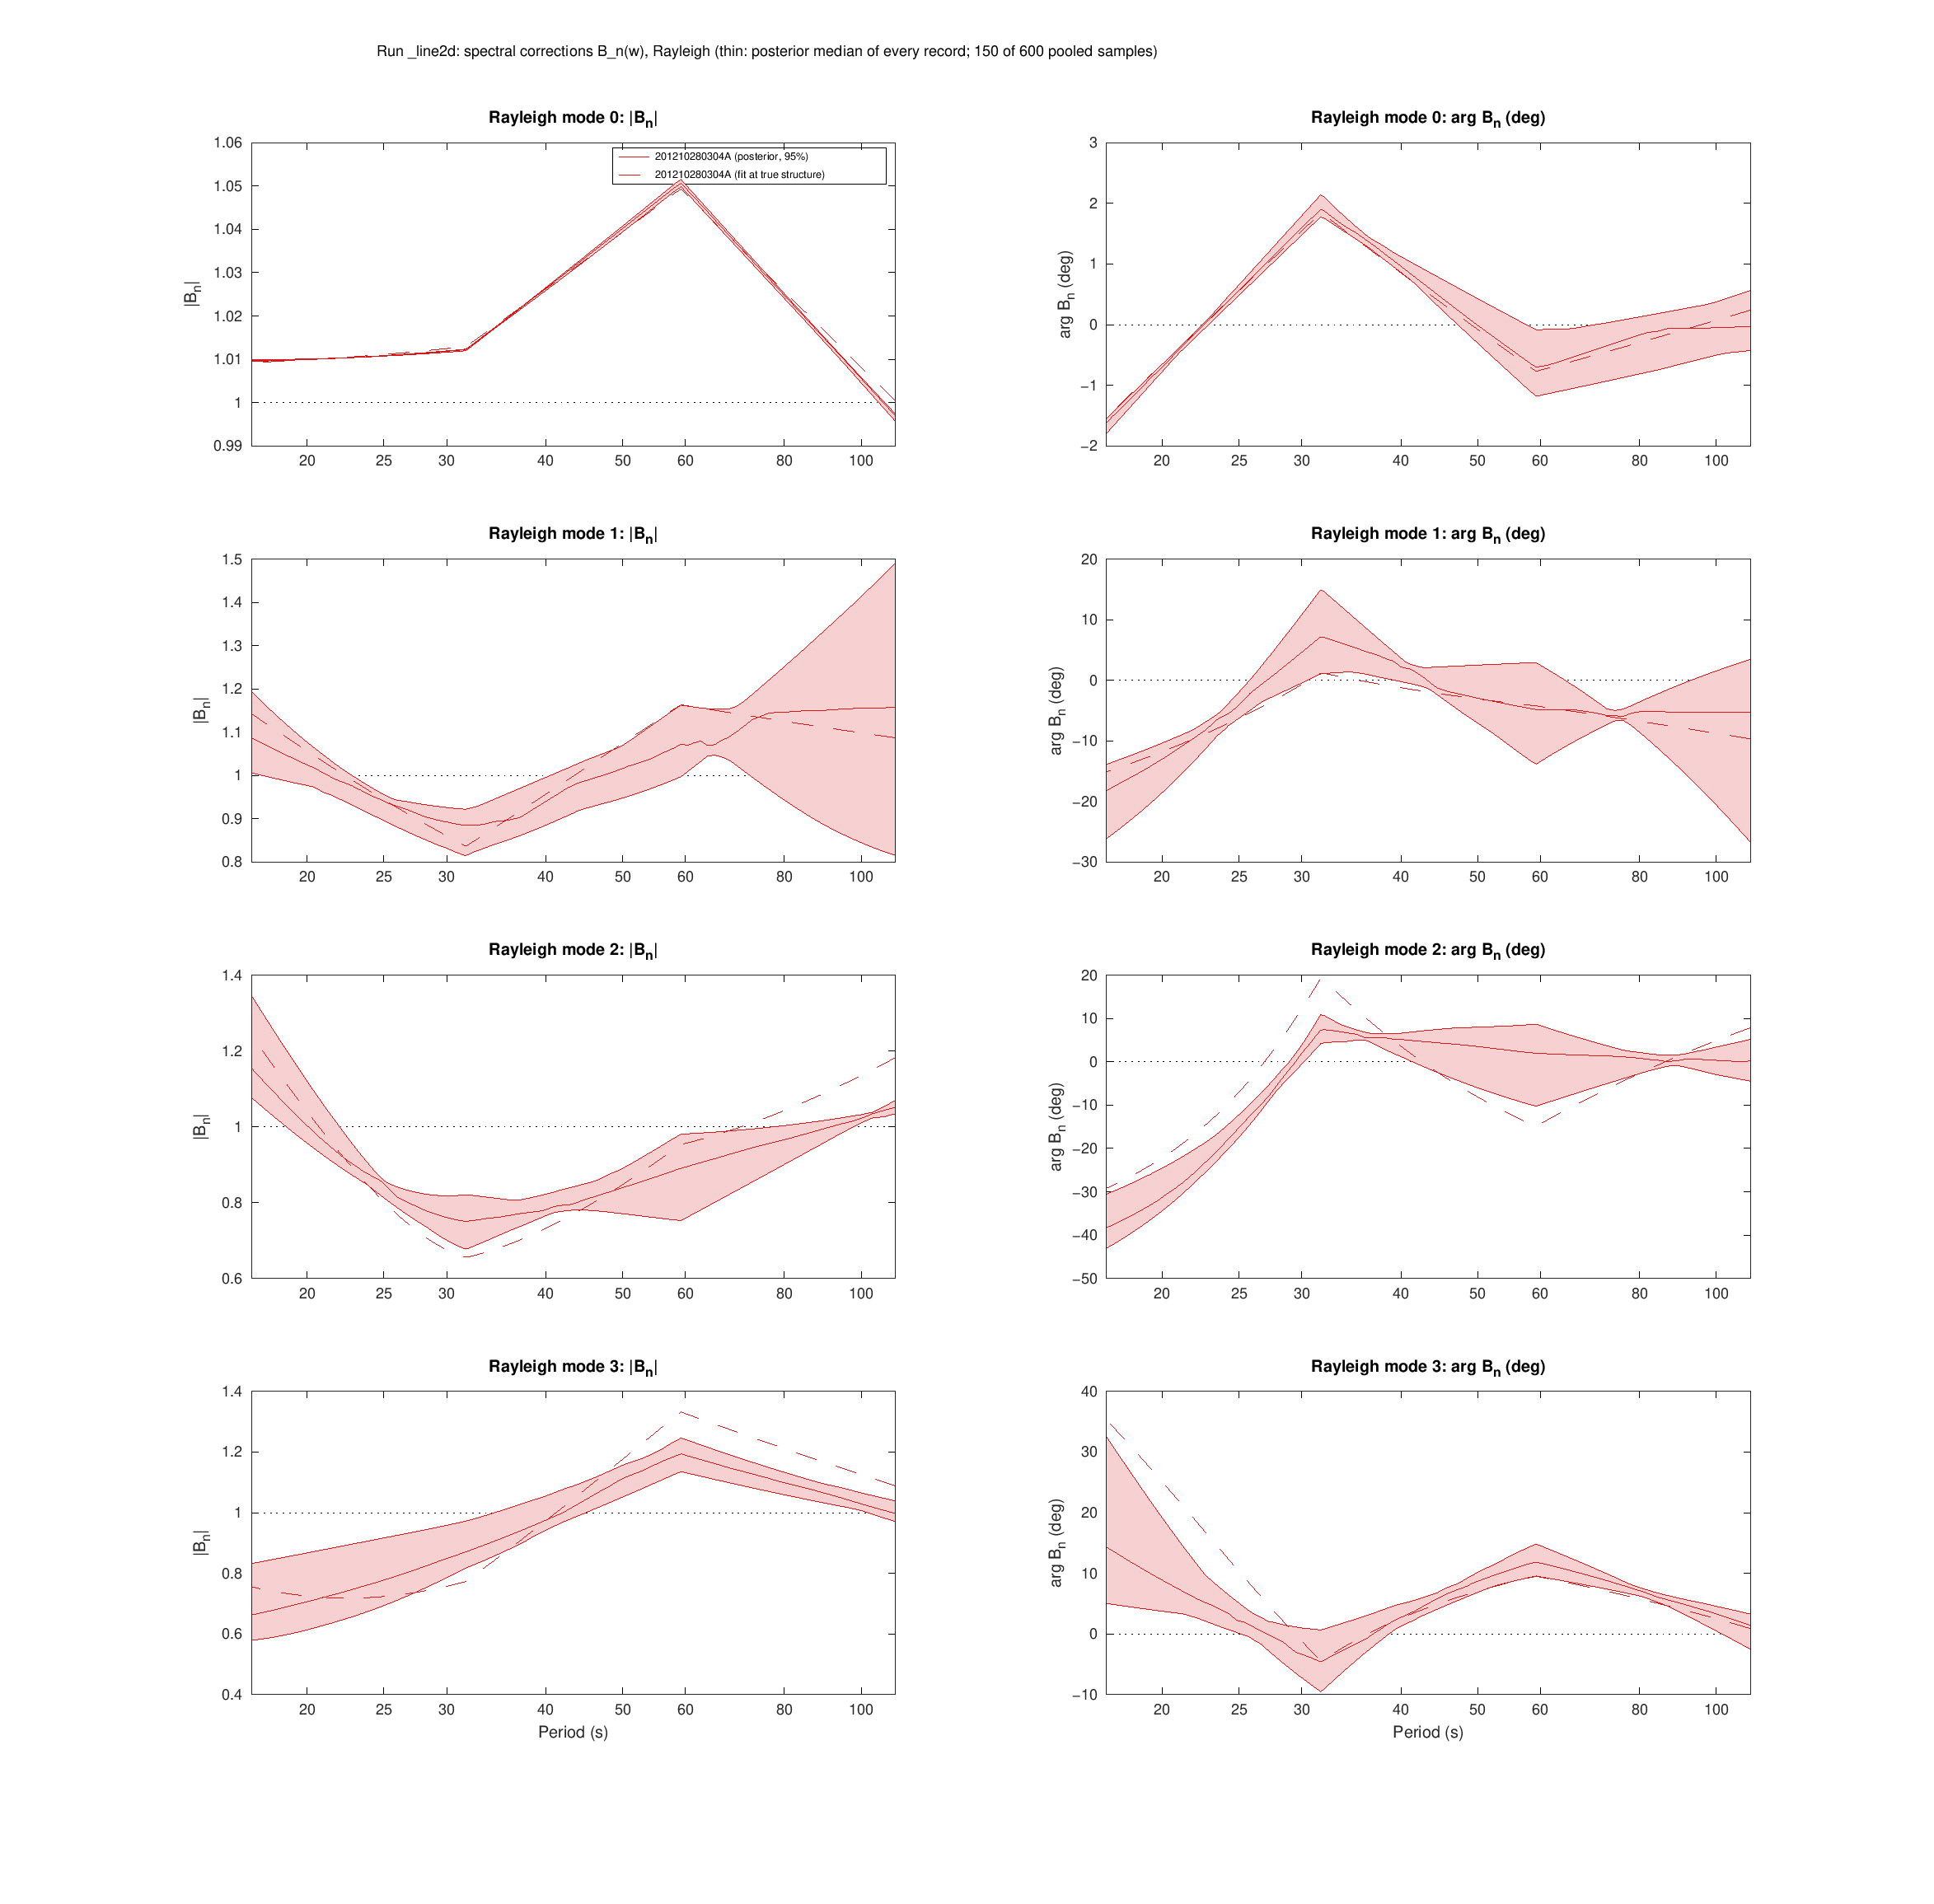 Run _line2d: spectral corrections B_n(w), Rayleigh (thin: posterior median of every record; 150 of 600 pooled samples)
Rayleigh mode 0: |Bn|
1.06
1.05
1.04
1.03
1.02
1.01
1
0.99
|Bn|
201210280304A (posterior, 95%)
201210280304A (fit at true structure)
20 25 30 40 50 60 80 100
Rayleigh mode 0: arg Bn (deg)
3
2
1
0
−1
−2
arg Bn (deg)
20 25 30 40 50 60 80 100
Rayleigh mode 1: |Bn|
1.5
1.4
1.3
1.2
1.1
1
0.9
0.8
|Bn|
20 25 30 40 50 60 80 100
Rayleigh mode 1: arg Bn (deg)
20
10
0
−10
−20
−30
arg Bn (deg)
20 25 30 40 50 60 80 100
Rayleigh mode 2: |Bn|
1.4
1.2
1
0.8
0.6
|Bn|
20 25 30 40 50 60 80 100
Rayleigh mode 2: arg Bn (deg)
20
10
0
−10
−20
−30
−40
−50
arg Bn (deg)
20 25 30 40 50 60 80 100
Rayleigh mode 3: |Bn|
1.4
1.2
1
0.8
0.6
0.4
|Bn|
20 25 30 40 50 60 80 100
Period (s)
Rayleigh mode 3: arg Bn (deg)
40
30
20
10
0
−10
arg Bn (deg)
20 25 30 40 50 60 80 100
Period (s)